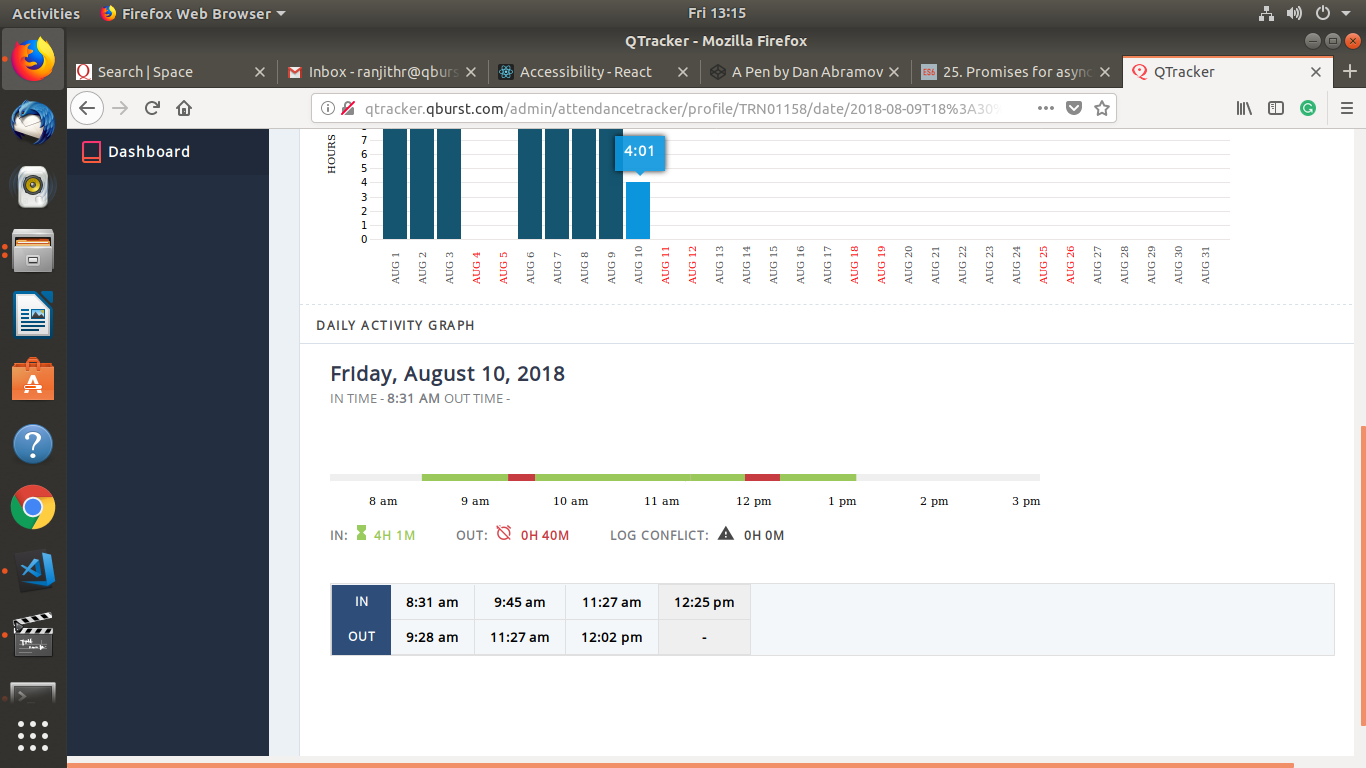 Activities Firefox Web Browser Fri 13:15
QTracker - Mozilla Firefox
Search | Space Inbox - ranjithr@qburs Accessibility - React A Pen by Dan Abramov 25. Promises for async QTracker
qtracker.qburst.com/admin/attendancetracker/profile/TRN01158/date/2018-08-09T18%3A30%
Dashboard
HOURS
8
7
6
5
4
3
2
1
0
4:01
AUG 1 AUG 2 AUG 3 AUG 4 AUG 5 AUG 6 AUG 7 AUG 8 AUG 9 AUG 10 AUG 11 AUG 12 AUG 13 AUG 14 AUG 15 AUG 16 AUG 17 AUG 18 AUG 19 AUG 20 AUG 21 AUG 22 AUG 23 AUG 24 AUG 25 AUG 26 AUG 27 AUG 28 AUG 29 AUG 30 AUG 31
DAILY ACTIVITY GRAPH
Friday, August 10, 2018
IN TIME - 8:31 AM OUT TIME -
8 am 9 am 10 am 11 am 12 pm 1 pm 2 pm 3 pm
IN: 4H 1M OUT: 0H 40M LOG CONFLICT: 0H 0M
IN 8:31 am 9:45 am 11:27 am 12:25 pm
OUT 9:28 am 11:27 am 12:02 pm -